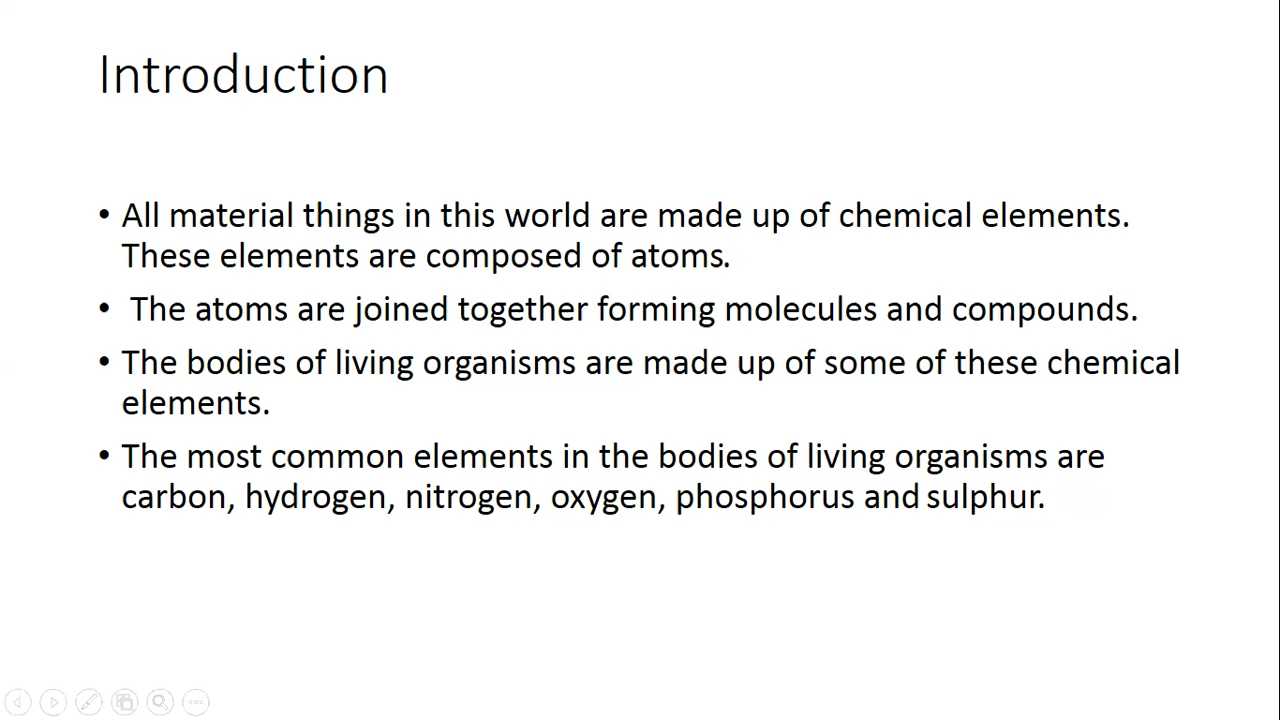 Introduction
• All material things in this world are made up of chemical elements.
These elements are composed of atoms.
• The atoms are joined together forming molecules and compounds.
• The bodies of living organisms are made up of some of these chemical
elements.
• The most common elements in the bodies of living organisms are
carbon, hydrogen, nitrogen, oxygen, phosphorus and sulphur.